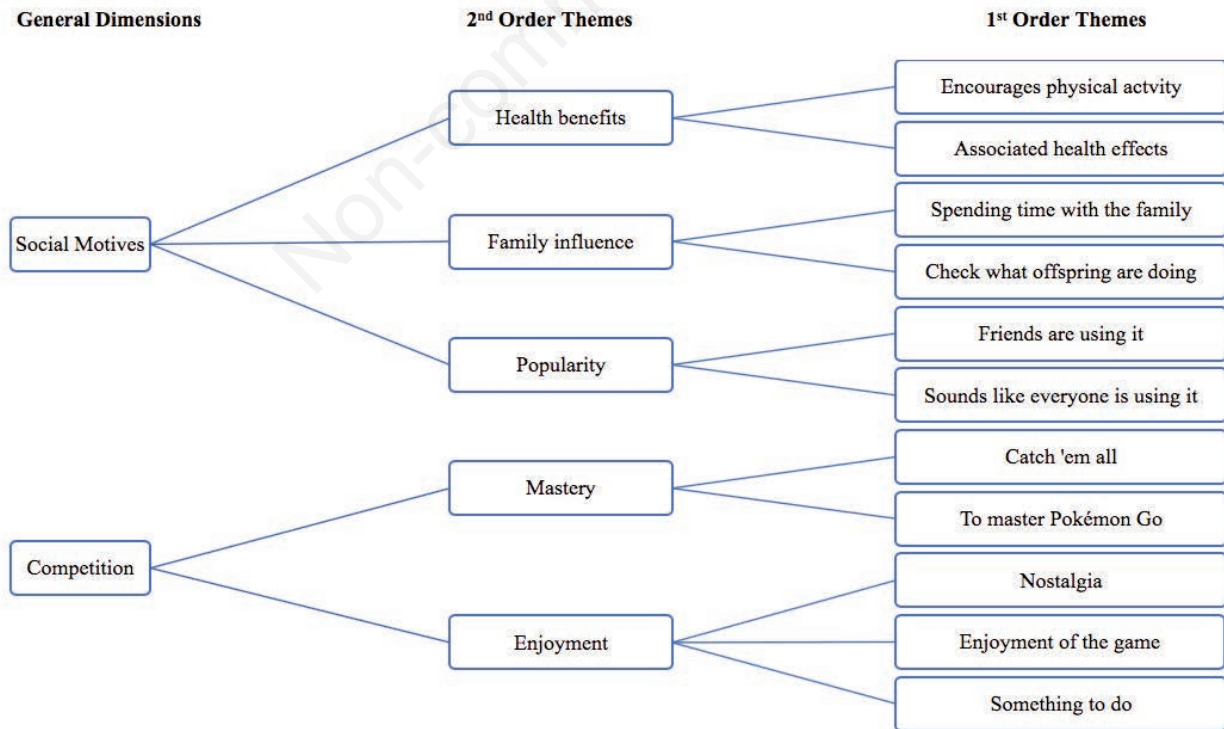 General Dimensions
2nd Order Themes
1st Order Themes
Encourages physical actvity
Health benefits
Associated health effects
Spending time with the family
Social Motives
Family influence
Check what offspring are doing
Friends are using it
Popularity
Sounds like everyone is using it
Catch 'em all
Mastery
To master Pokémon Go
Competition
Nostalgia
Enjoyment
Enjoyment of the game
Something to do